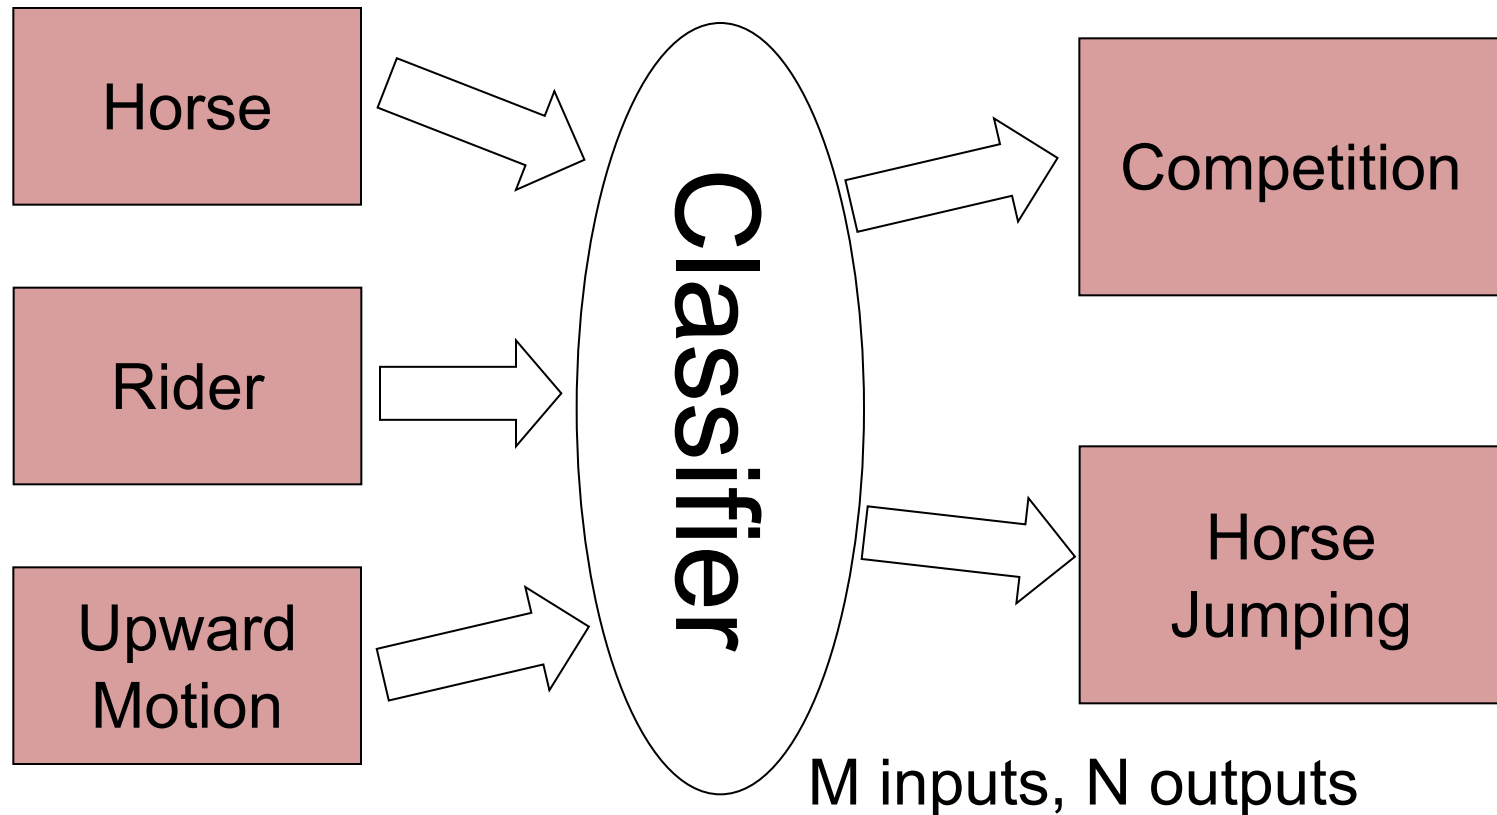 Horse
Rider
Upward
Motion
Classifier
Competition
Horse
Jumping
M inputs, N outputs